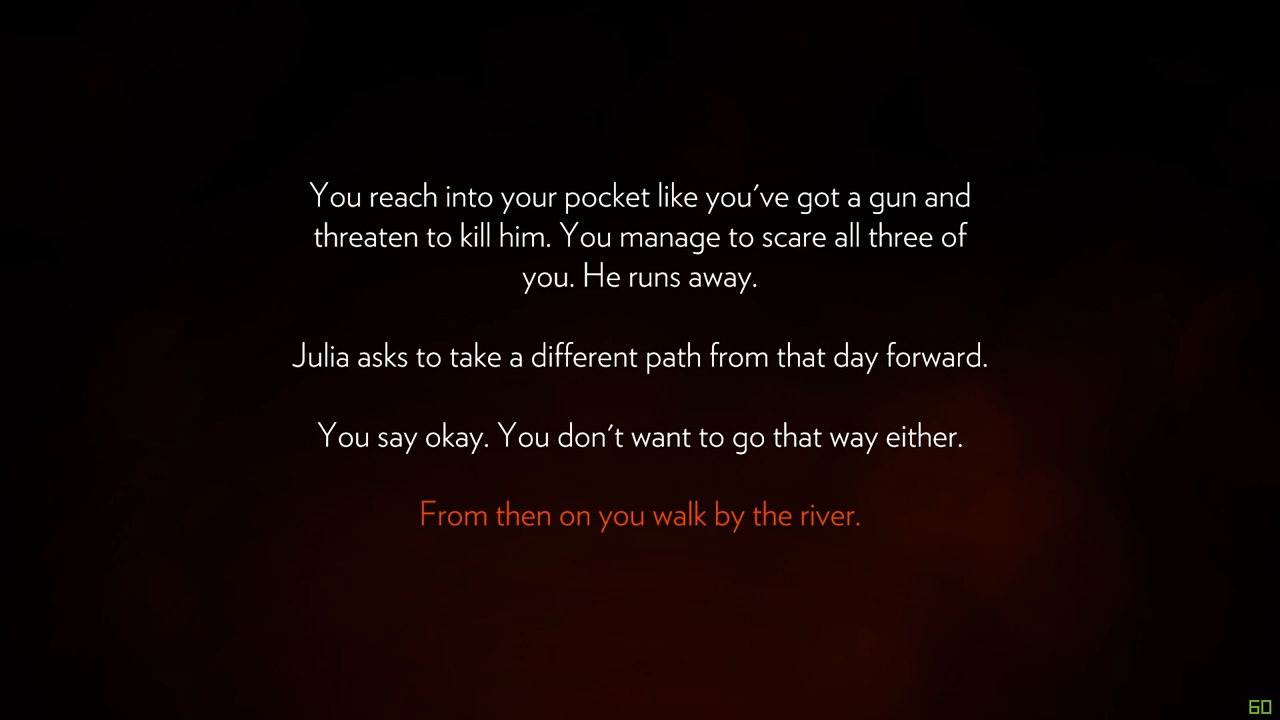 You reach into your pocket like you've got a gun and
threaten to kill him. You manage to scare all three of
you. He runs away.
Julia asks to take a different path from that day forward.
You say okay. You don't want to go that way either.
From then on you walk by the river.
60